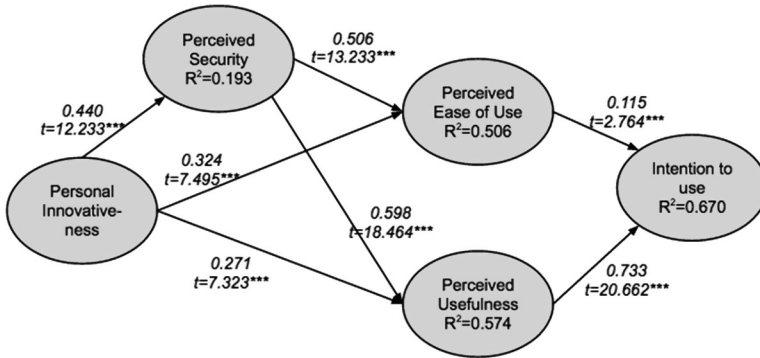 Perceived
Security
R²=0.193
0.506
t=13.233***
Perceived
Ease of Use
R²=0.506
0.440
t=12.233***
0.115
t=2.764***
0.324
t=7.495***
Intention to
use
R²=0.670
Personal
Innovative-
ness
0.598
t=18.464***
0.271
t=7.323***
Perceived
Usefulness
R²=0.574
0.733
t=20.662***